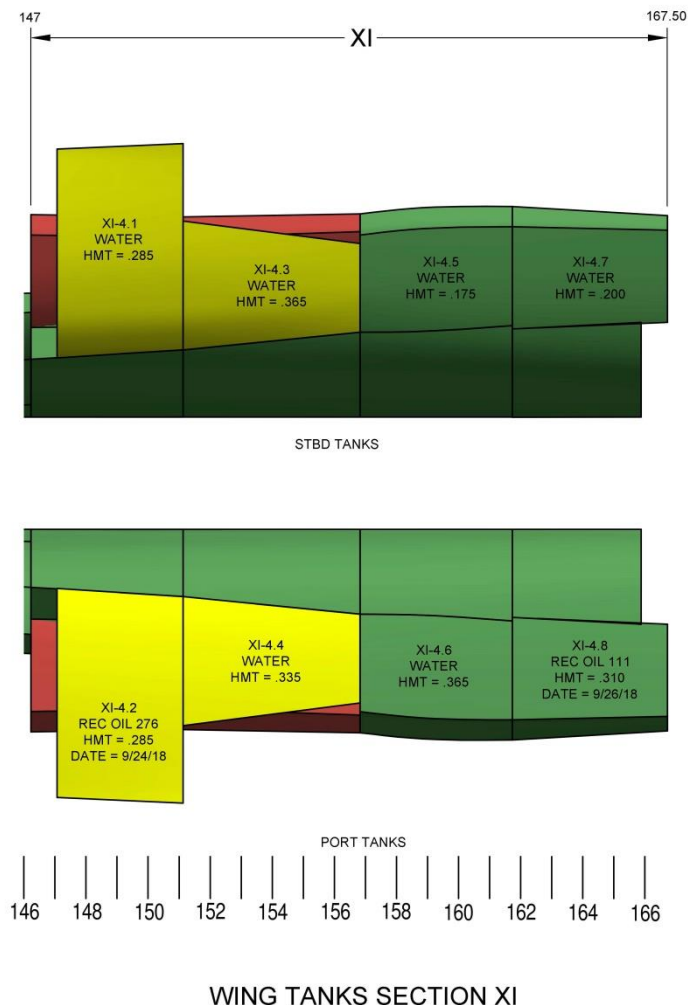 147
167.50
XI
XI-4.1
WATER
HMT = .285
XI-4.3
WATER
HMT = .365
XI-4.5
WATER
HMT = .175
XI-4.7
WATER
HMT = .200
STBD TANKS
XI-4.2
REC OIL 276
HMT = .285
DATE = 9/24/18
XI-4.4
WATER
HMT = .335
XI-4.6
WATER
HMT = .365
XI-4.8
REC OIL 111
HMT = .310
DATE = 9/26/18
PORT TANKS
146 148 150 152 154 156 158 160 162 164 166
WING TANKS SECTION XI